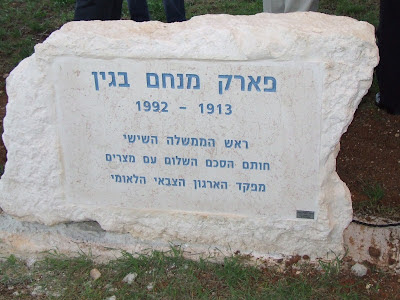 פארק מנחם בגין
1992 - 1913
ראש הממשלה השישי
חותם הסכם השלום עם מצרים
מפקד הארגון הצבאי הלאומי